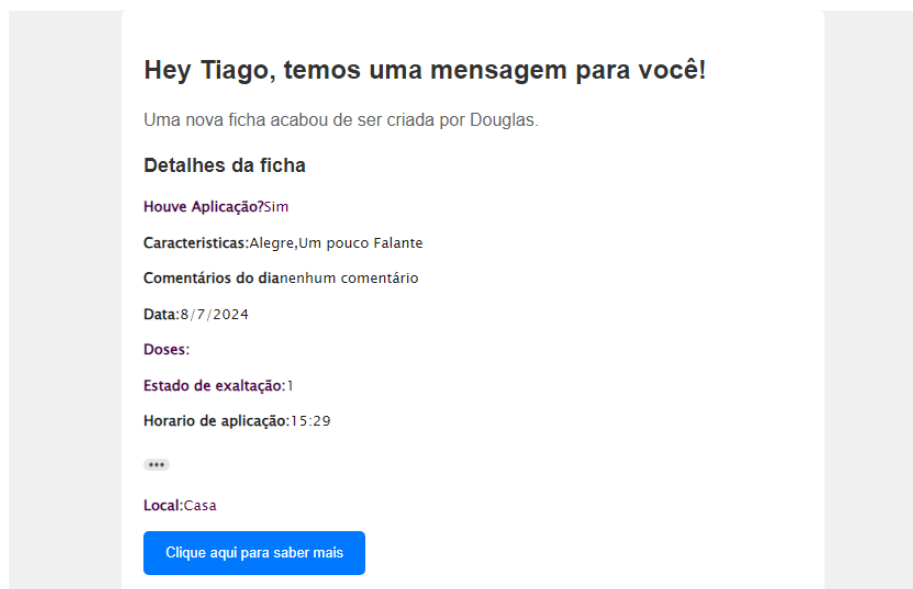 Hey Tiago, temos uma mensagem para você!
Uma nova ficha acabou de ser criada por Douglas.
Detalhes da ficha
Houve Aplicação?Sim
Caracteristicas:Alegre,Um pouco Falante
Comentários do dianenhum comentário
Data:8/7/2024
Doses:
Estado de exaltação:1
Horario de aplicação:15:29
•••
Local:Casa
Clique aqui para saber mais